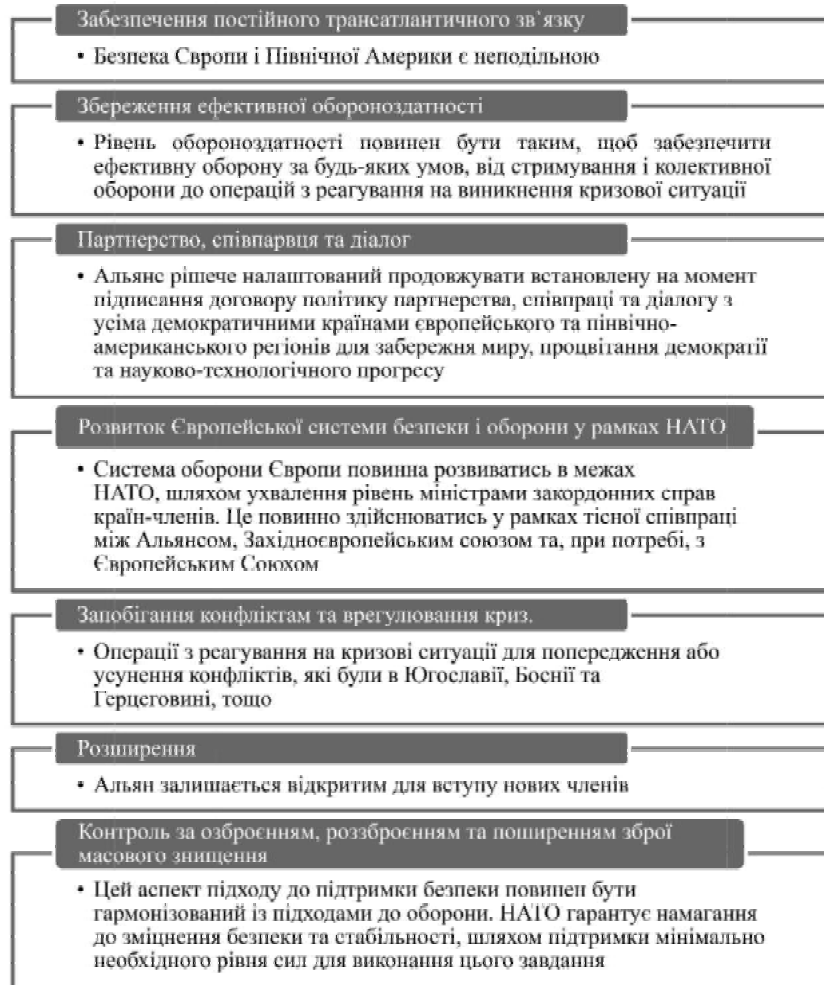 Забезпечення постійного трансатлантичного зв`язку
• Безпека Європи і Північної Америки є неподільною
Збереження ефективної обороноздатності
• Рівень обороноздатності повинен бути таким, щоб забезпечити
ефективну оборону за будь-яких умов, від стримування і колективної
оборони до операцій з реагування на виникнення кризової ситуації
Партнерство, співпарвця та діалог
• Альянс рішече налаштований продовжувати встановлену на момент
підписання договору політику партнерства, співпраці та діалогу з
усіма демократичними країнами європейського та пінвічно-
американського регіонів для забережня миру, процвітання демократії
та науково-технологічного прогресу
Розвиток Європейської системи безпеки і оборони у рамках НАТО
• Система оборони Європи повинна розвиватись в межах
НАТО, шляхом ухвалення рівень міністрами закордонних справ
країн-членів. Це повинно здійснюватись у рамках тісної співпраці
між Альянсом, Західноєвропейським союзом та, при потребі, з
Європейським Союхом
Запобігання конфліктам та врегулювання криз.
• Операції з реагування на кризові ситуації для попередження або
усунення конфліктів, які були в Югославії, Боснії та
Герцеговині, тощо
Розширення
• Альян залишається відкритим для вступу нових членів
Контроль за озброєнням, роззброєнням та поширенням зброї
масового знищення
• Цей аспект підходу до підтримки безпеки повинен бути
гармонізований із підходами до оборони. НАТО гарантує намагання
до зміцнення безпеки та стабільності, шляхом підтримки мінімально
необхідного рівня сил для виконання цього завдання